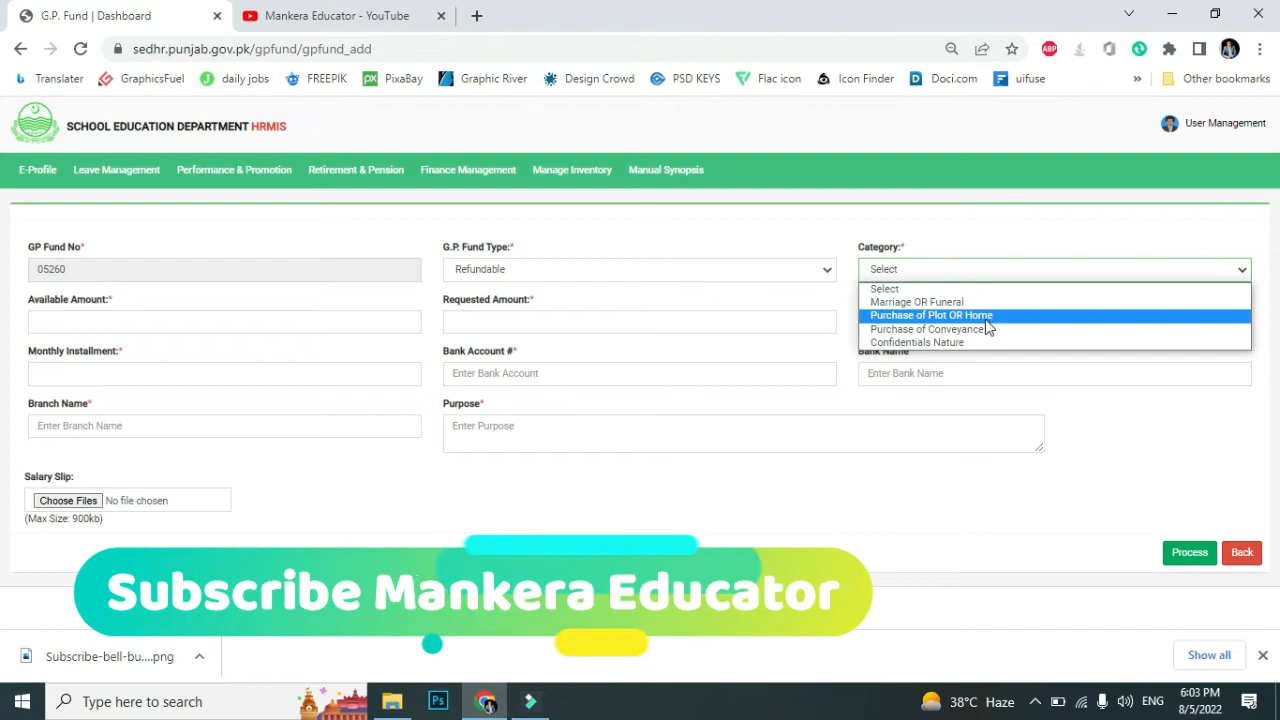 G.P. Fund | Dashboard
Mankera Educator - YouTube
sedhr.punjab.gov.pk/gpfund/gpfund_add
ABP
Translater
GraphicsFuel
daily jobs
FREEPIK
px PixaBay
Graphic River
Design Crowd
PSD KEYS
Flac icon
Icon Finder
D Doci.com
F uifuse
» Other bookmarks
SCHOOL EDUCATION DEPARTMENT HRMIS
User Management
E-Profile Leave Management Performance & Promotion Retirement & Pension Finance Management Manage Inventory Manual Synopsis
GP Fund No* G.P. Fund Type:* Category:*
05260 Refundable Select
Select
Marriage OR Funeral
Purchase of Plot OR Home
Purchase of Conveyance
Confidentials Nature
Available Amount:* Requested Amount:*
Monthly Installment:* Bank Account #* Bank Name
Enter Bank Account Enter Bank Name
Branch Name* Purpose*
Enter Branch Name Enter Purpose
Salary Slip:
Choose Files No file chosen
(Max Size: 900kb)
Process Back
Subscribe Mankera Educator
Subscribe-bell-bu....png
Show all
Type here to search
Ps
38°C Haze
ENG
6:03 PM
8/5/2022